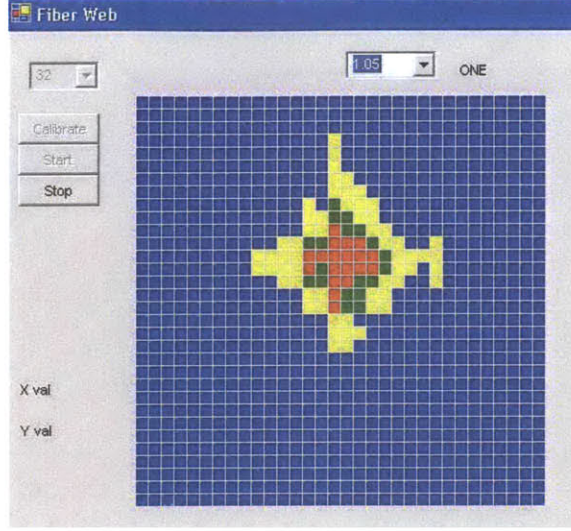 Fiber Web
32
1.05
ONE
Calibrate
Start
Stop
X val
Y val